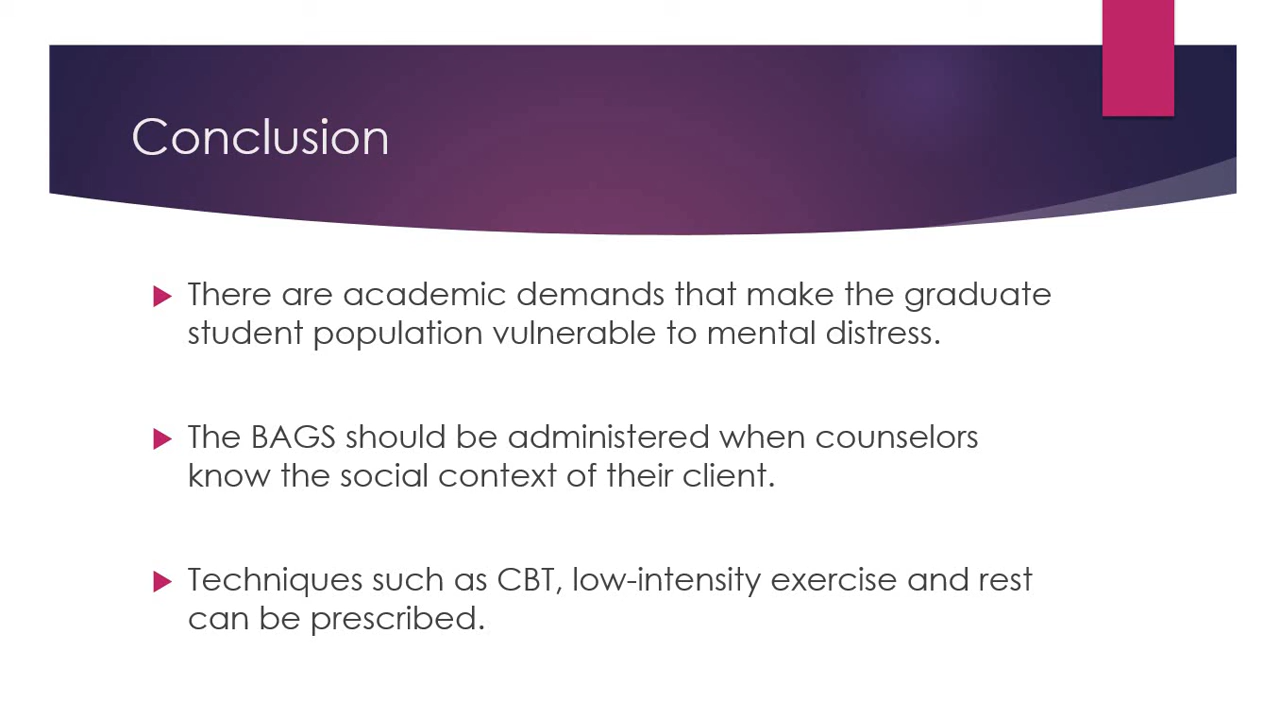 Conclusion
There are academic demands that make the graduate
student population vulnerable to mental distress.
The BAGS should be administered when counselors
know the social context of their client.
Techniques such as CBT, low-intensity exercise and rest
can be prescribed.